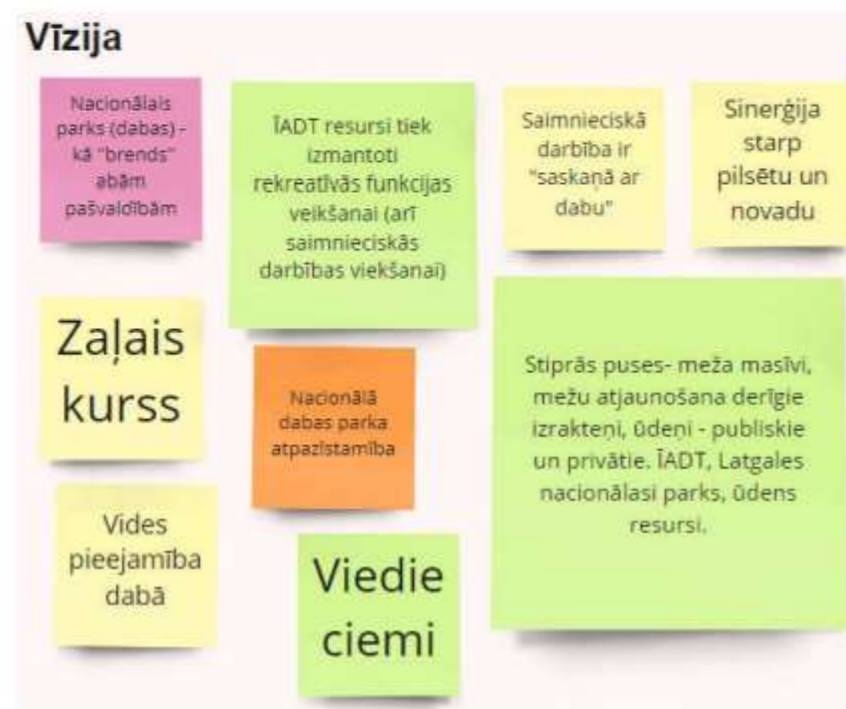 Vīzija
Nacionālais
parks (dabas) -
kā "brends"
abām
pašvaldībām
ĪADT resursi tiek
izmantoti
rekreatīvās funkcijas
veikšanai (arī
saimnieciskās
darbības viekšanai)
Saimnieciskā
darbība ir
"saskaņā ar
dabu"
Sinerģija
starp
pilsētu un
novadu
Zaļais
kurss
Nacionālā
dabas parka
atpazīstamība
Stiprās puses- meža masīvi,
mežu atjaunošana derīgie
izrakteņi, ūdeņi - publiskie
un privātie. ĪADT, Latgales
nacionālasi parks, ūdens
resursi.
Vides
pieejamība
dabā
Viedie
ciemi